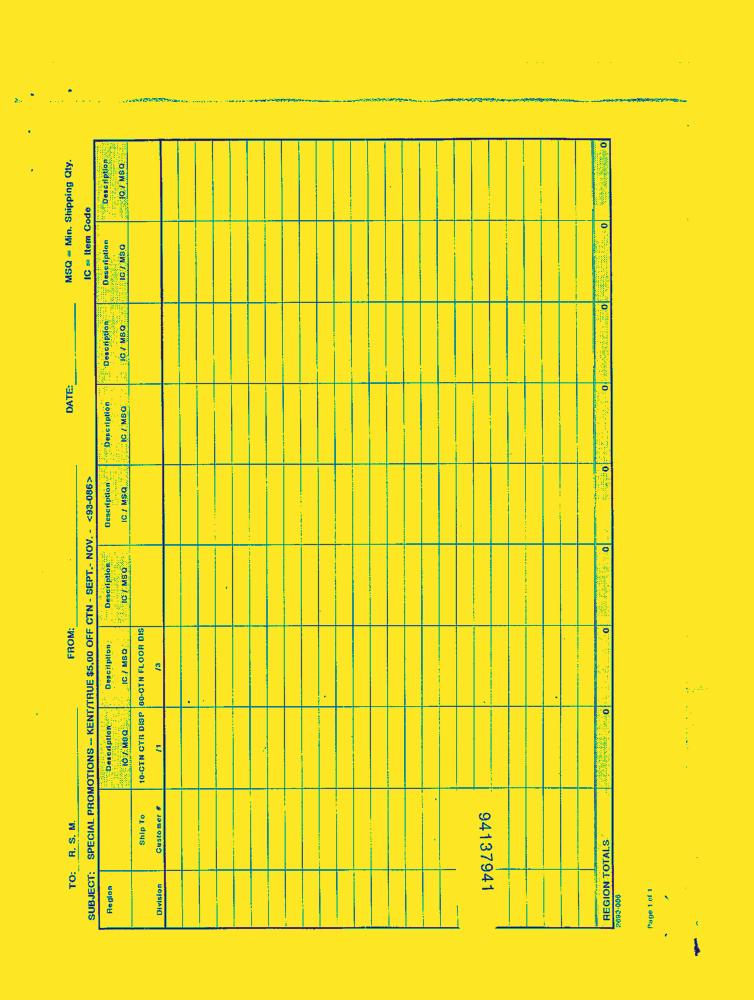 TO: R. S. M. FROM: DATE: MSQ = Min. Shipping Qty.
SUBJECT: SPECIAL PROMOTIONS -- KENT/TRUE $5.00 OFF CTN - SEPT.- NOV. - <93-086> IC = Item Code
Region Description Description Description Description Description Description Description Description
IC / MSQ IC / MSQ IC / MSQ IC / MSQ IC / MSQ IC / MSQ IC / MSQ IC / MSQ
Ship To 10-CTN CTR DISP 60-CTN FLOOR DIS
Division Customer # /1 /3
REGION TOTALS 0 0 0 0 0 0 0 0
2693-006
Page 1 of 1
94137941